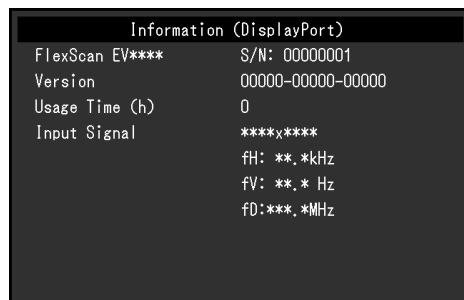 Information (DisplayPort)
FlexScan EV**** S/N: 00000001
Version 00000-00000-00000
Usage Time (h) 0
Input Signal ****x****
fH: **.*kHz
fV: **.* Hz
fD:***.*MHz